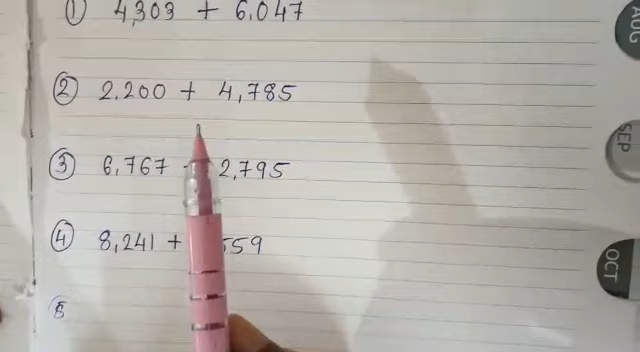 ① 4,303 + 6,047
② 2,200 + 4,785
③ 6,767 2,795
④ 8,241 + 559
⑤
AUG
SEP
OCT